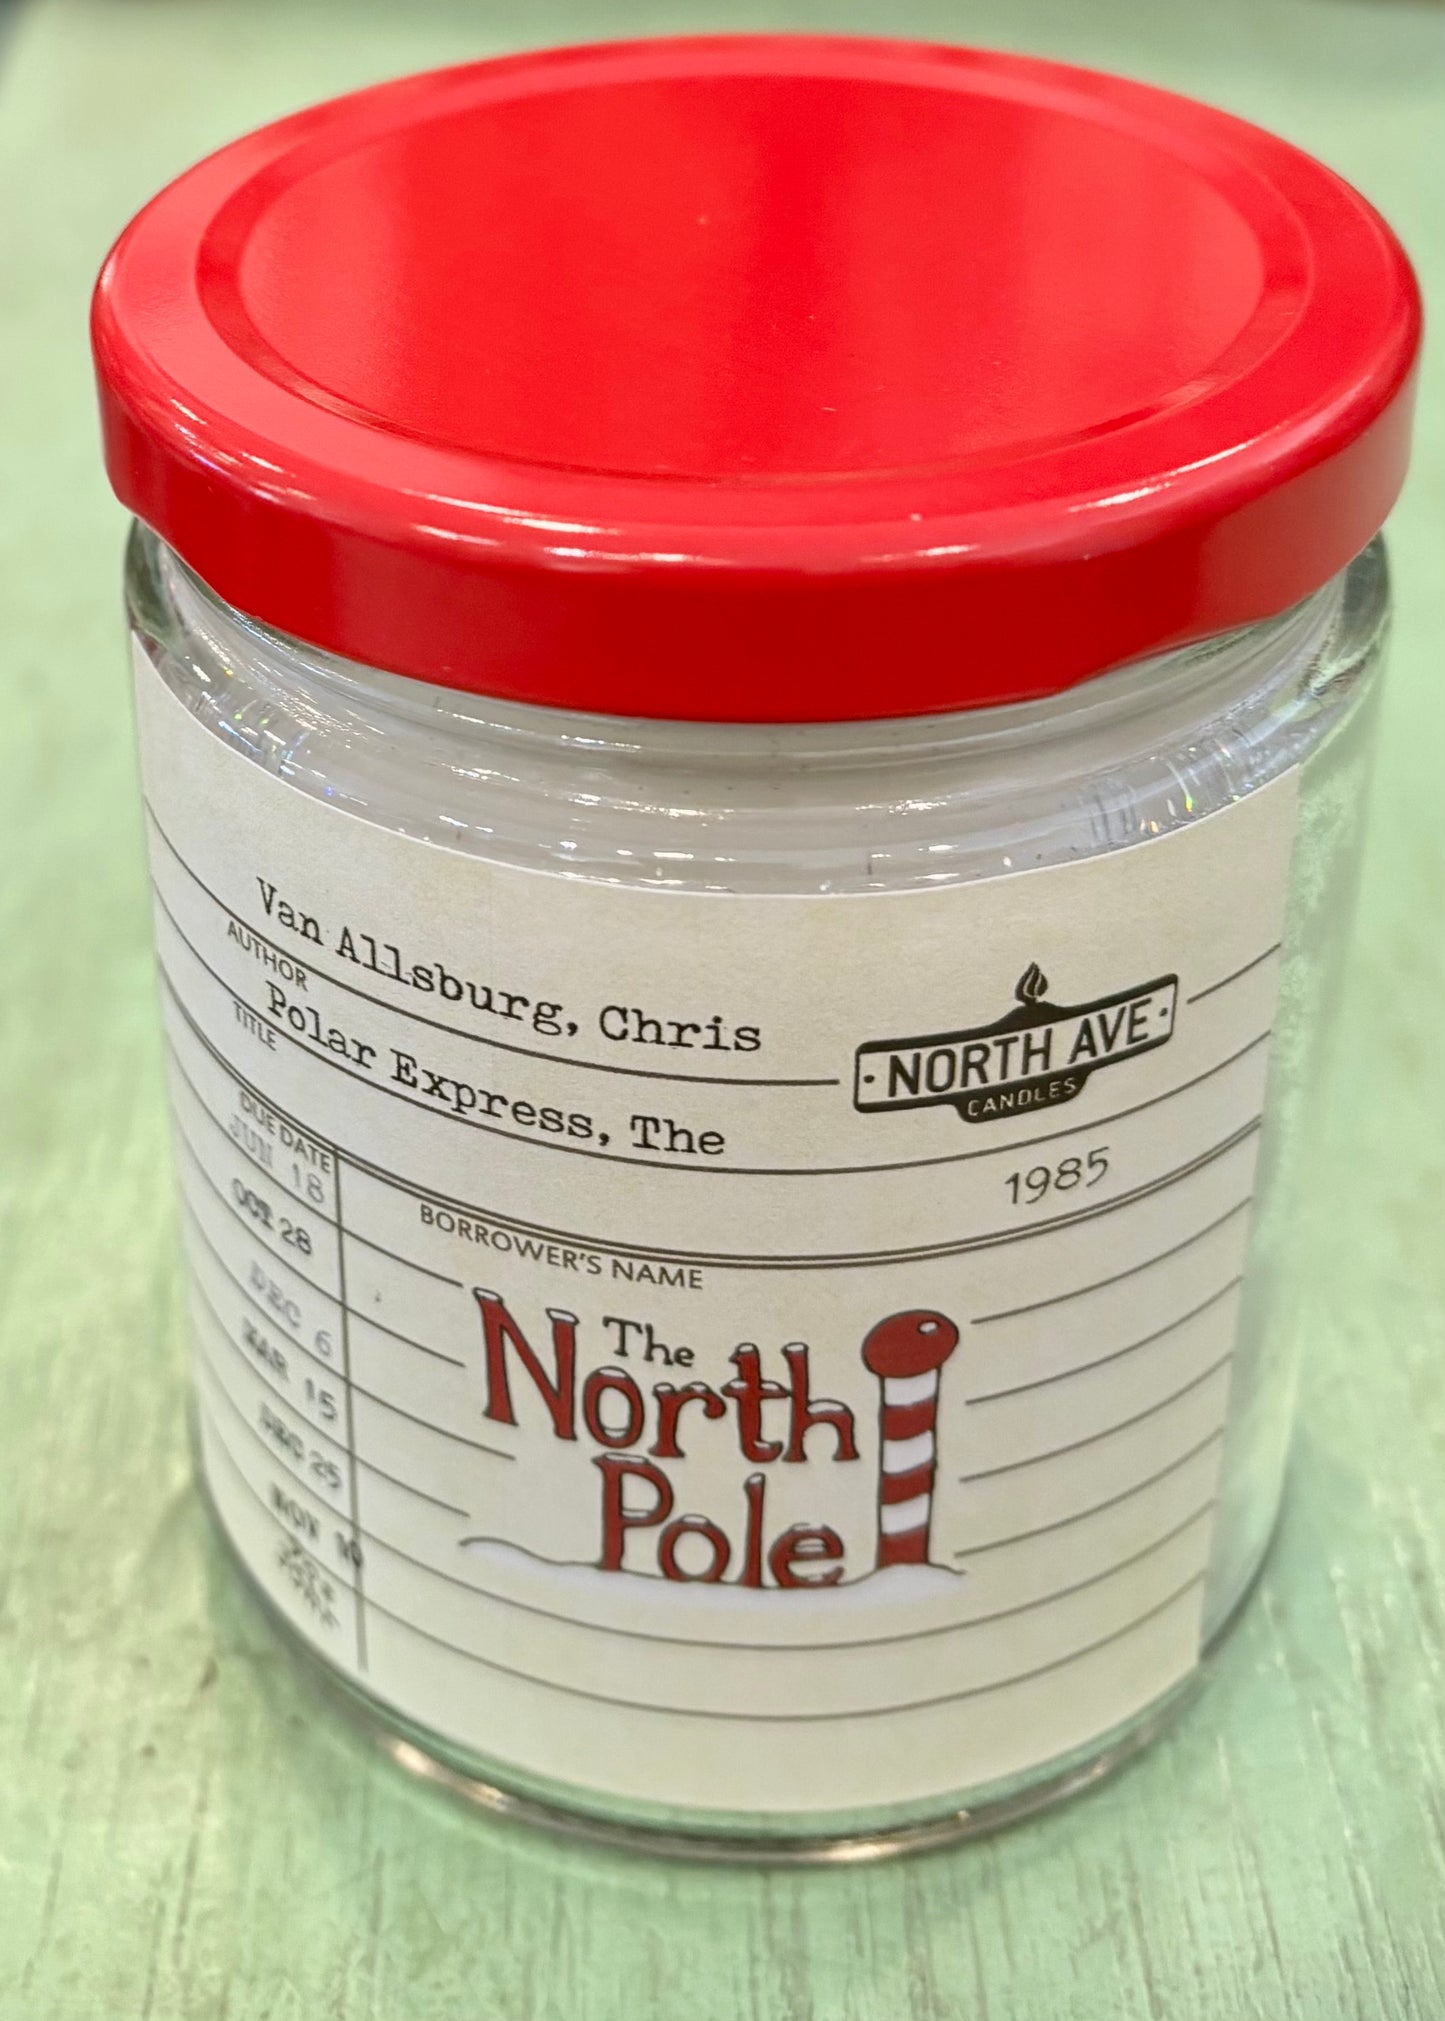 Van Allsburg, Chris
AUTHOR
NORTH AVE
CANDLES
Polar Express, The
TITLE
1985
DUE DATE
BORROWER'S NAME
JUN 18
OCT 28
DEC 6
MAR 15
DEC 25
NOV 10
The
North
Pole